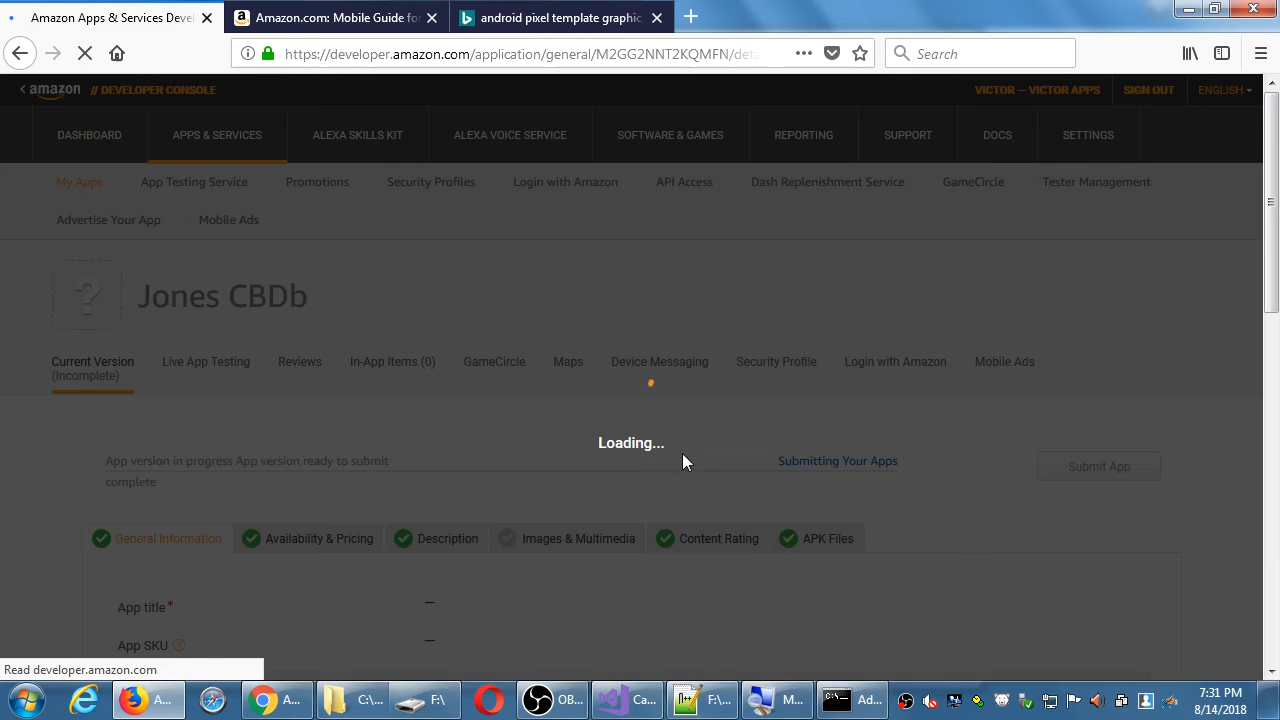 Amazon Apps & Services Deve
Amazon.com: Mobile Guide for
android pixel template graphic
https://developer.amazon.com/application/general/M2GG2NNT2KQMFN/deta
Search
< amazon // DEVELOPER CONSOLE
VICTOR — VICTOR APPS
SIGN OUT
ENGLISH
DASHBOARD
APPS & SERVICES
ALEXA SKILLS KIT
ALEXA VOICE SERVICE
SOFTWARE & GAMES
REPORTING
SUPPORT
DOCS
SETTINGS
My Apps
App Testing Service
Promotions
Security Profiles
Login with Amazon
API Access
Dash Replenishment Service
GameCircle
Tester Management
Advertise Your App
Mobile Ads
?
Jones CBDb
Current Version
(Incomplete)
Live App Testing
Reviews
In-App Items (0)
GameCircle
Maps
Device Messaging
Security Profile
Login with Amazon
Mobile Ads
Loading...
App version in progress App version ready to submit
complete
Submitting Your Apps
Submit App
General Information
Availability & Pricing
Description
Images & Multimedia
Content Rating
APK Files
App title* —
App SKU ? —
Read developer.amazon.com
A...
A...
C:\...
F:\
OB...
Ca...
F:\...
M...
Ad...
7:31 PM
8/14/2018